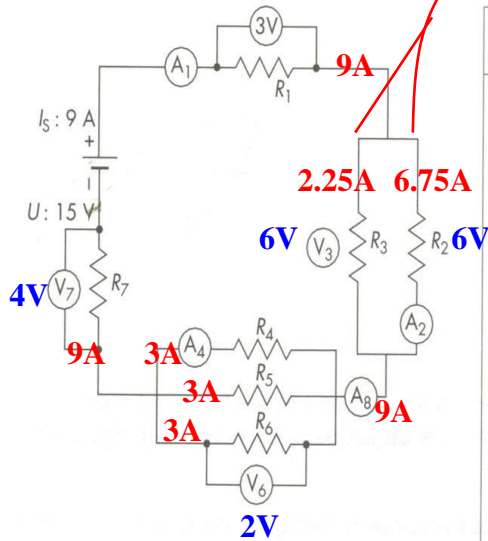 3V
A1
R1
9A
IS : 9 A
+
U : 15 V
2.25A 6.75A
6V V3 R3 R2 6V
4V V7 R7
A2
9A 3A A4 R4
3A R5 A8 9A
3A R6
V6
2V